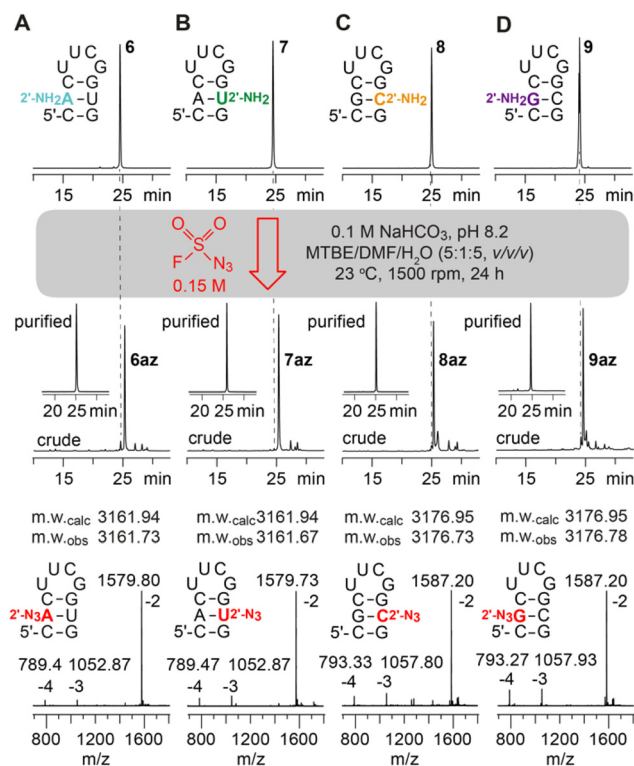 A B C D
U C
U G
C G
2'-NH2 A – U
5'-C – G
6
U C
U G
C G
A – U 2'-NH2
5'-C – G
7
U C
U G
C G
G – C 2'-NH2
5'-C – G
8
U C
U G
C G
2'-NH2 G – C
5'-C – G
9
15 25 min
15 25 min
15 25 min
15 25 min
O O
S
F N3
0.15 M
0.1 M NaHCO3, pH 8.2
MTBE/DMF/H2O (5:1:5, v/v/v)
23 °C, 1500 rpm, 24 h
purified
20 25 min
6az
crude
15 25 min
purified
20 25 min
7az
crude
15 25 min
purified
20 25 min
8az
crude
15 25 min
purified
20 25 min
9az
crude
15 25 min
m.w.calc 3161.94
m.w.obs 3161.73
m.w.calc 3161.94
m.w.obs 3161.67
m.w.calc 3176.95
m.w.obs 3176.73
m.w.calc 3176.95
m.w.obs 3176.78
U C
U G
C G
2'-N3 A – U
5'-C – G
1579.80
-2
789.4 1052.87
-4 -3
800 1200 1600
m/z
U C
U G
C G
A – U 2'-N3
5'-C – G
1579.73
-2
789.47 1052.87
-4 -3
800 1200 1600
m/z
U C
U G
C G
G – C 2'-N3
5'-C – G
1587.20
-2
793.33 1057.80
-4 -3
800 1200 1600
m/z
U C
U G
C G
2'-N3 G – C
5'-C – G
1587.20
-2
793.27 1057.93
-4 -3
800 1200 1600
m/z